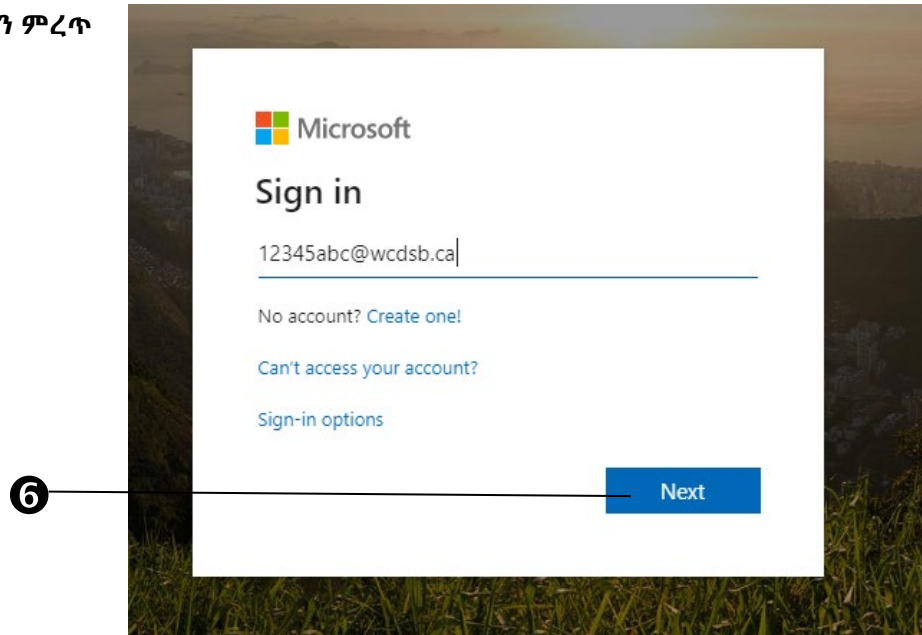 ን ምረጥ
Microsoft
Sign in
12345abc@wcdsb.ca
No account? Create one!
Can't access your account?
Sign-in options
6
Next